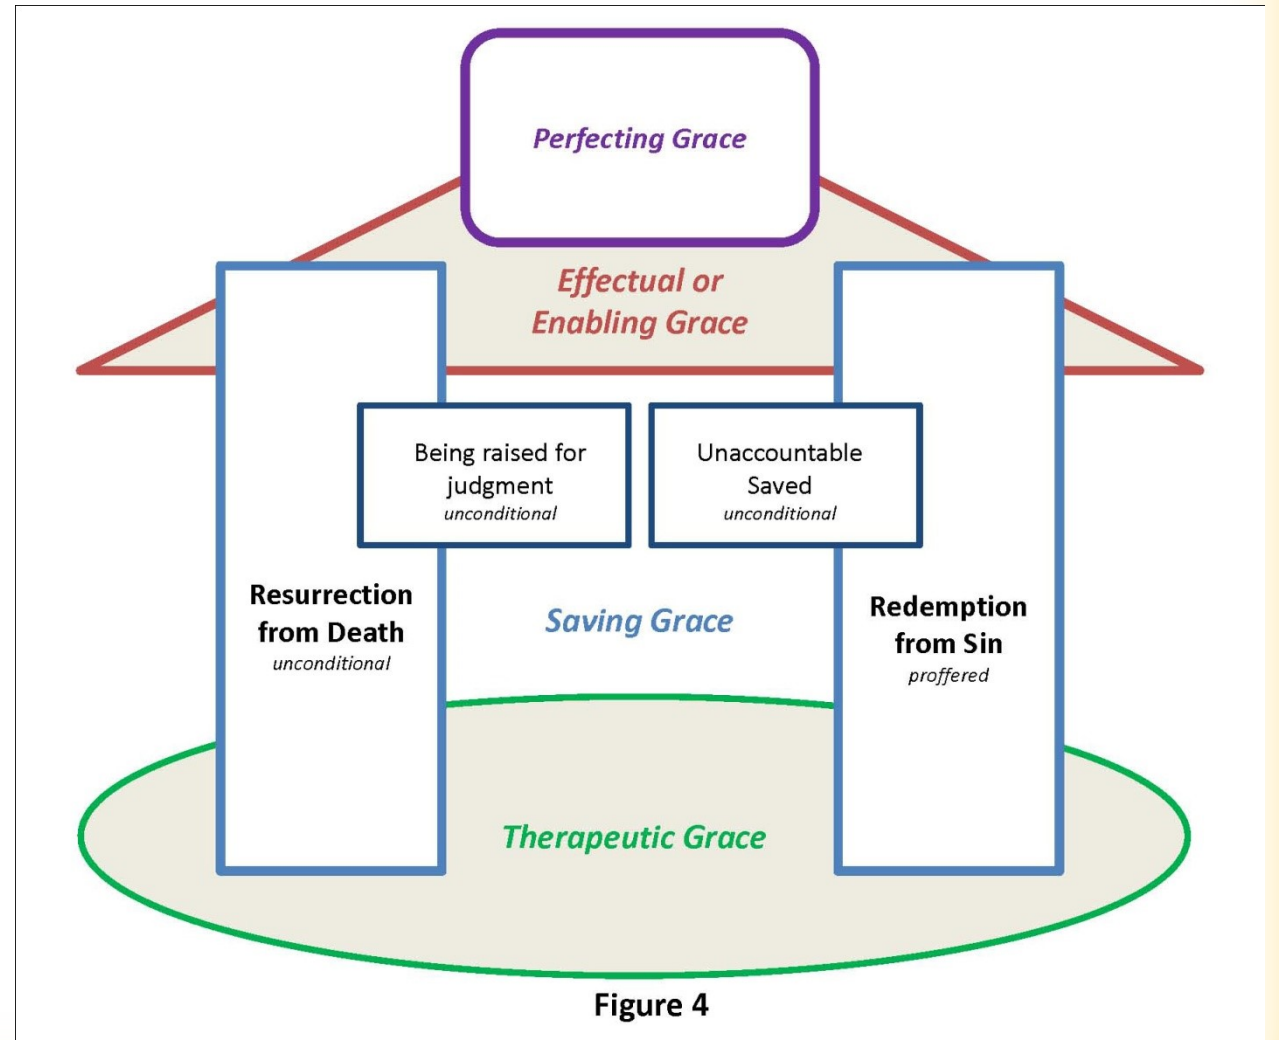 Perfecting Grace
Effectual or
Enabling Grace
Being raised for
judgment
unconditional
Unaccountable
Saved
unconditional
Resurrection
from Death
unconditional
Saving Grace
Redemption
from Sin
proffered
Therapeutic Grace
Figure 4